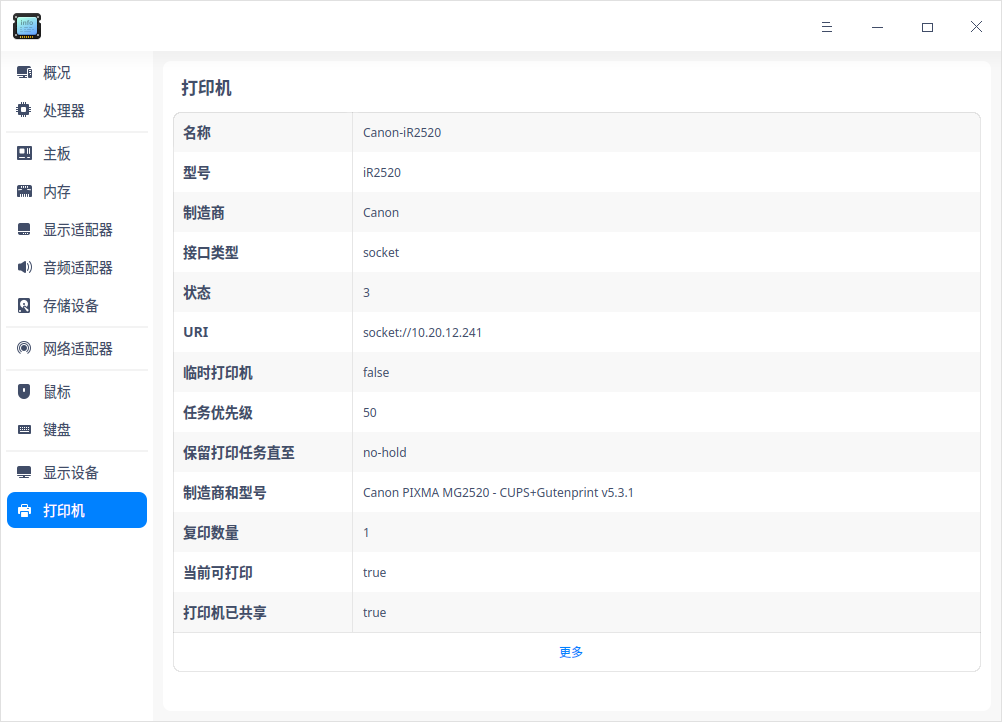 概况
处理器
主板
内存
显示适配器
音频适配器
存储设备
网络适配器
鼠标
键盘
显示设备
打印机
打印机
名称 Canon-iR2520
型号 iR2520
制造商 Canon
接口类型 socket
状态 3
URI socket://10.20.12.241
临时打印机 false
任务优先级 50
保留打印任务直至 no-hold
制造商和型号 Canon PIXMA MG2520 - CUPS+Gutenprint v5.3.1
复印数量 1
当前可打印 true
打印机已共享 true
更多